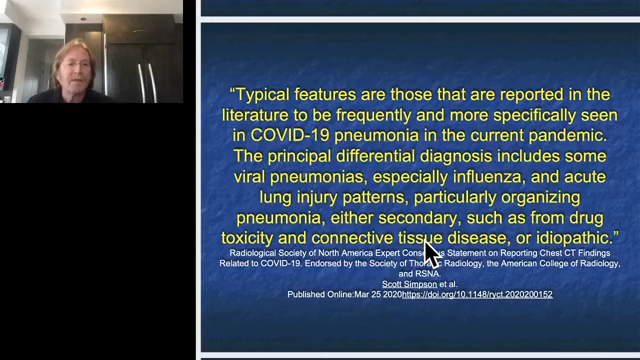 “Typical features are those that are reported in the
literature to be frequently and more specifically seen
in COVID-19 pneumonia in the current pandemic.
The principal differential diagnosis includes some
viral pneumonias, especially influenza, and acute
lung injury patterns, particularly organizing
pneumonia, either secondary, such as from drug
toxicity and connective tissue disease, or idiopathic.”
Radiological Society of North America Expert Statement on Reporting Chest CT Findings
Related to COVID-19. Endorsed by the Society of Radiology, the American College of Radiology,
and RSNA.
Scott Simpson et al.
Published Online:Mar 25 2020https://doi.org/10.1148/ryct.2020200152